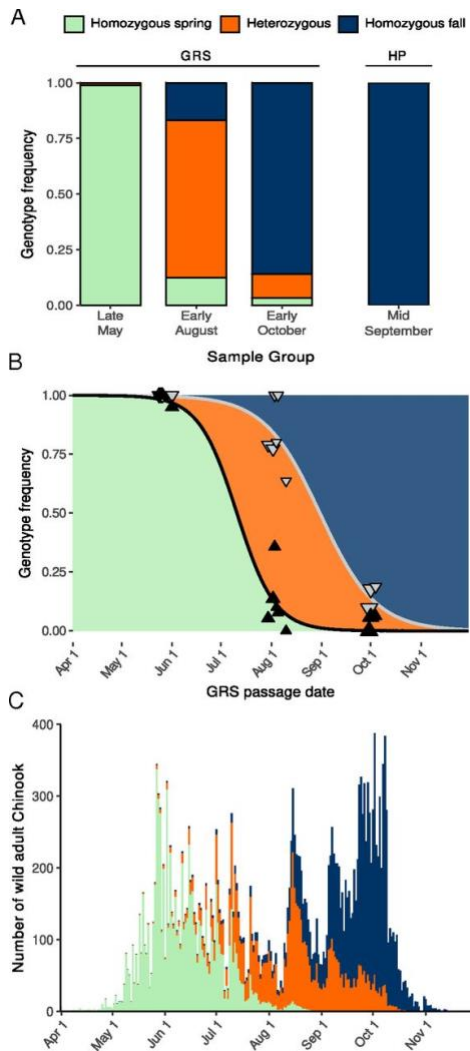 A
Homozygous spring Heterozygous Homozygous fall
GRS HP
Genotype frequency
1.00
0.75
0.50
0.25
0.00
Late May
Early August
Early October
Mid September
Sample Group
B
Genotype frequency
1.00
0.75
0.50
0.25
0.00
Apr 1 May 1 Jun 1 Jul 1 Aug 1 Sep 1 Oct 1 Nov 1
GRS passage date
C
Number of wild adult Chinook
400
300
200
100
0
Apr 1 May 1 Jun 1 Jul 1 Aug 1 Sep 1 Oct 1 Nov 1